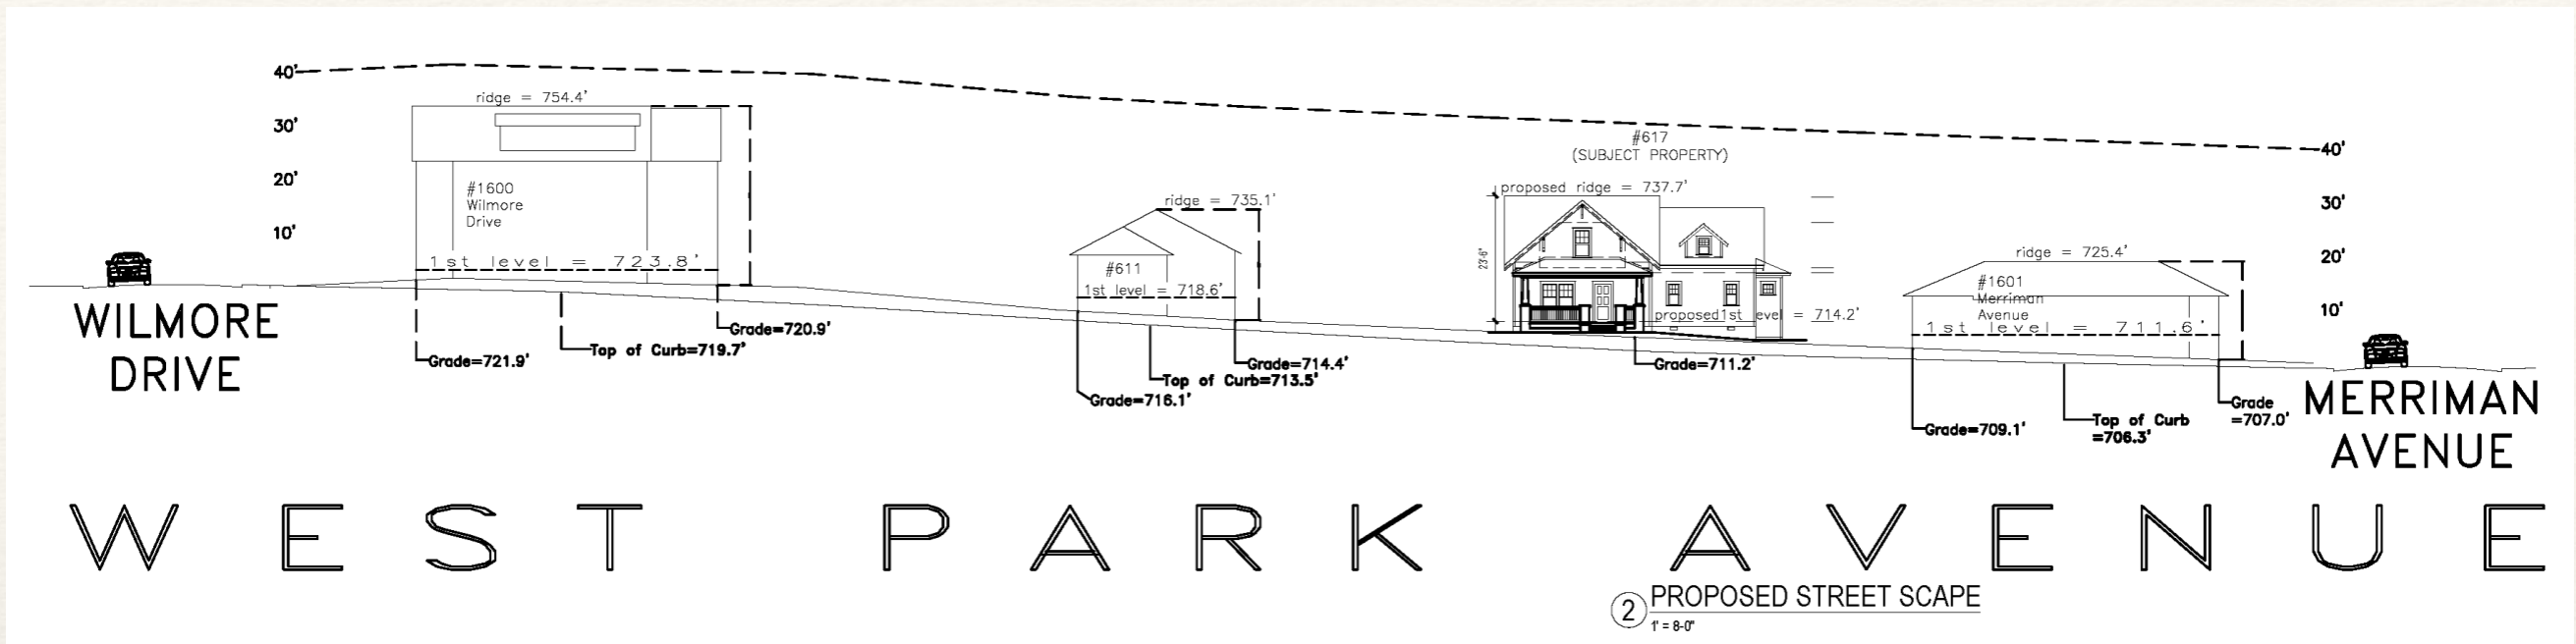 40'
30'
20'
10'
ridge = 754.4'
#1600
Wilmore
Drive
1st level = 723.8'
WILMORE
DRIVE
Grade=721.9'
Top of Curb=719.7'
Grade=720.9'
ridge = 735.1'
#611
1st level = 718.6'
Grade=714.4'
Top of Curb=713.5'
Grade=716.1'
#617
(SUBJECT PROPERTY)
proposed ridge = 737.7'
23'-6"
proposed1st level = 714.2'
Grade=711.2'
ridge = 725.4'
#1601
Merriman
Avenue
1st level = 711.6'
Grade=709.1'
Top of Curb
=706.3'
Grade
=707.0'
40'
30'
20'
10'
MERRIMAN
AVENUE
WEST PARK AVENUE
2 PROPOSED STREET SCAPE
1' = 8-0"